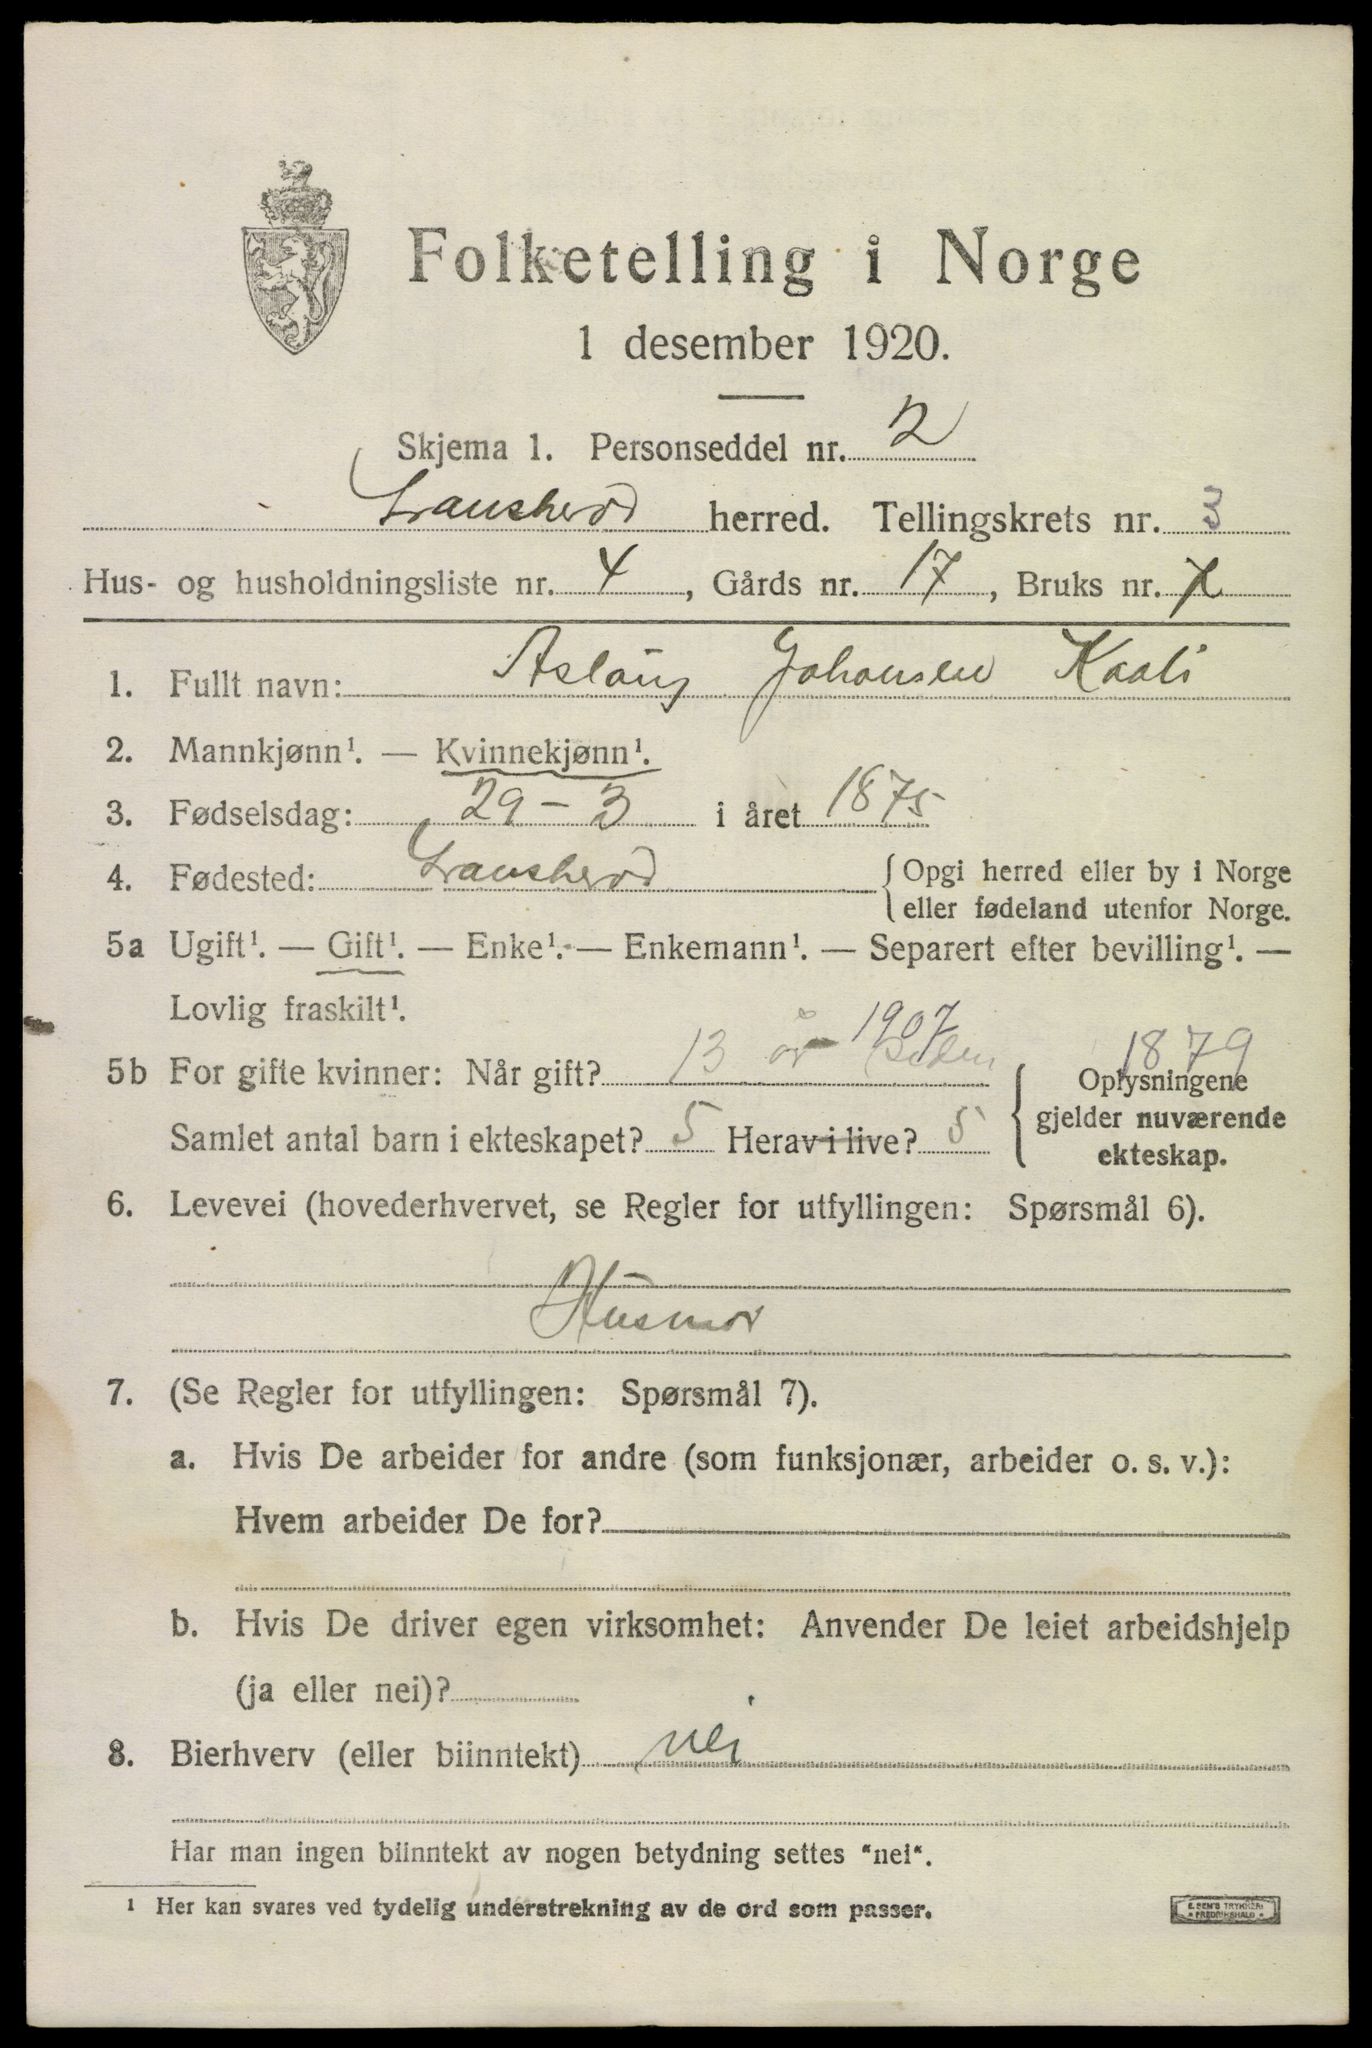 Folketelling i Norge
1 desember 1920.
Skjema 1. Personseddel nr. 2
Gransherad herred. Tellingskrets nr. 3
Hus- og husholdningsliste nr. 4, Gårds nr. 17, Bruks nr.
1. Fullt navn: Aslaug Johansen Kaali
2. Mannkjønn¹. — Kvinnekjønn¹.
3. Fødselsdag: 29 – 3 i året 1875
4. Fødested: Gransherad {Opgi herred eller by i Norge
eller fødeland utenfor Norge.
5a Ugift¹. — Gift¹. — Enke¹. — Enkemann¹. — Separert efter bevilling¹. —
Lovlig fraskilt¹.
1907 1879
5b For gifte kvinner: Når gift? 13 år siden { Oplysningene
gjelder nuværende
Samlet antal barn i ekteskapet? 5 Herav i live? 5
ekteskap.
6. Levevei (hovederhvervet, se Regler for utfyllingen: Spørsmål 6).
Husmor
7. (Se Regler for utfyllingen: Spørsmål 7).
a. Hvis De arbeider for andre (som funksjonær, arbeider o. s. v.):
Hvem arbeider De for?
b. Hvis De driver egen virksomhet: Anvender De leiet arbeidshjelp
(ja eller nei)?
8. Bierhverv (eller biinntekt) nei
Har man ingen biinntekt av nogen betydning settes "nei".
¹ Her kan svares ved tydelig understrekning av de ord som passer.
E. SEM'S TRYKKERI
* FREDRIKSHALD *